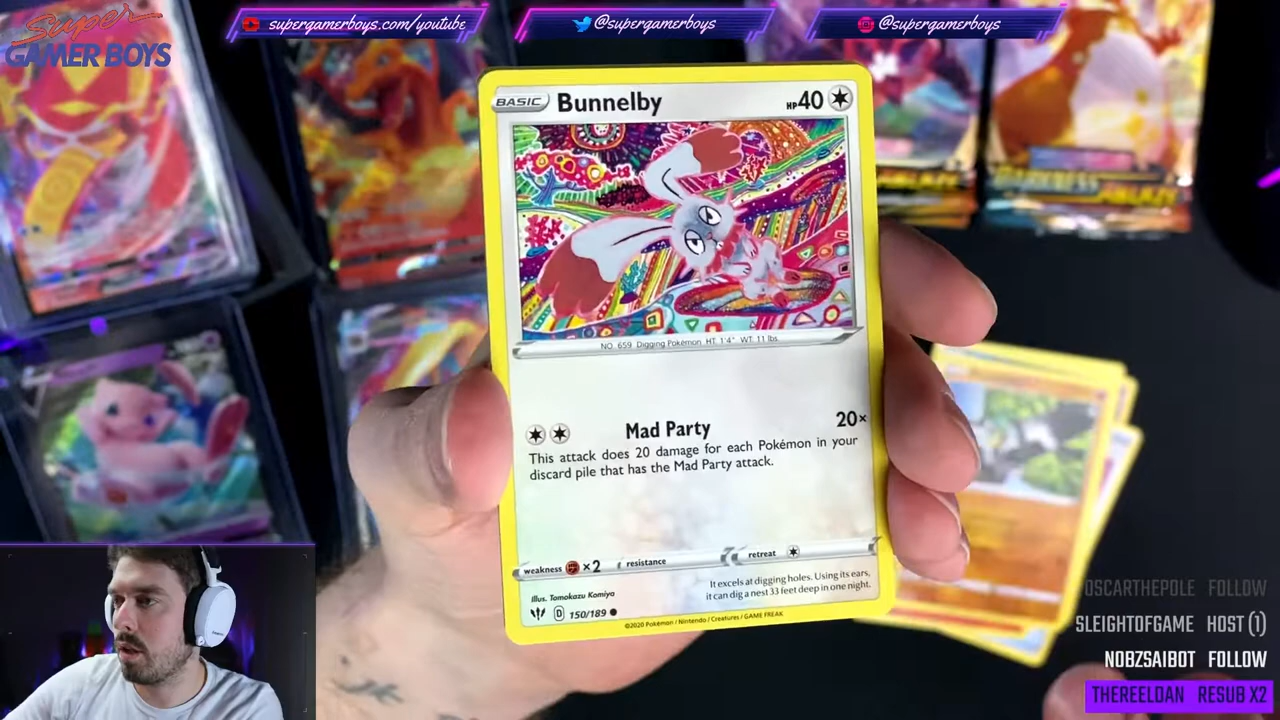 Super
GAMER BOYS
supergamerboys.com/youtube
@supergamerboys
@supergamerboys
BASIC Bunnelby HP 40
NO. 659 Digging Pokémon HT: 1'4" WT: 11 lbs.
Mad Party 20×
This attack does 20 damage for each Pokémon in your
discard pile that has the Mad Party attack.
weakness ×2 resistance retreat
It excels at digging holes. Using its ears,
it can dig a nest 33 feet deep in one night.
Illus. Tomokazu Komiya
D 150/189
©2020 Pokémon / Nintendo / Creatures / GAME FREAK
DARKNESS ABLAZE
OSCARTHEPOLE FOLLOW
SLEIGHTOFGAME HOST (1)
NOBZSAIBOT FOLLOW
THEREELDAN RESUB X2